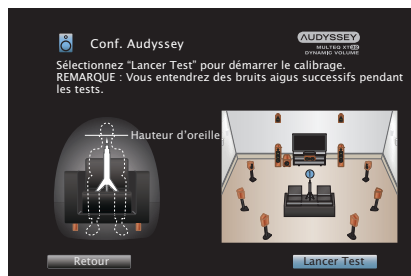 Conf. Audyssey
AUDYSSEY
MULTEQ XT32
DYNAMIC VOLUME
Sélectionnez “Lancer Test” pour démarrer le calibrage.
REMARQUE : Vous entendrez des bruits aigus successifs pendant
les tests.
Hauteur d’oreille
Retour
Lancer Test